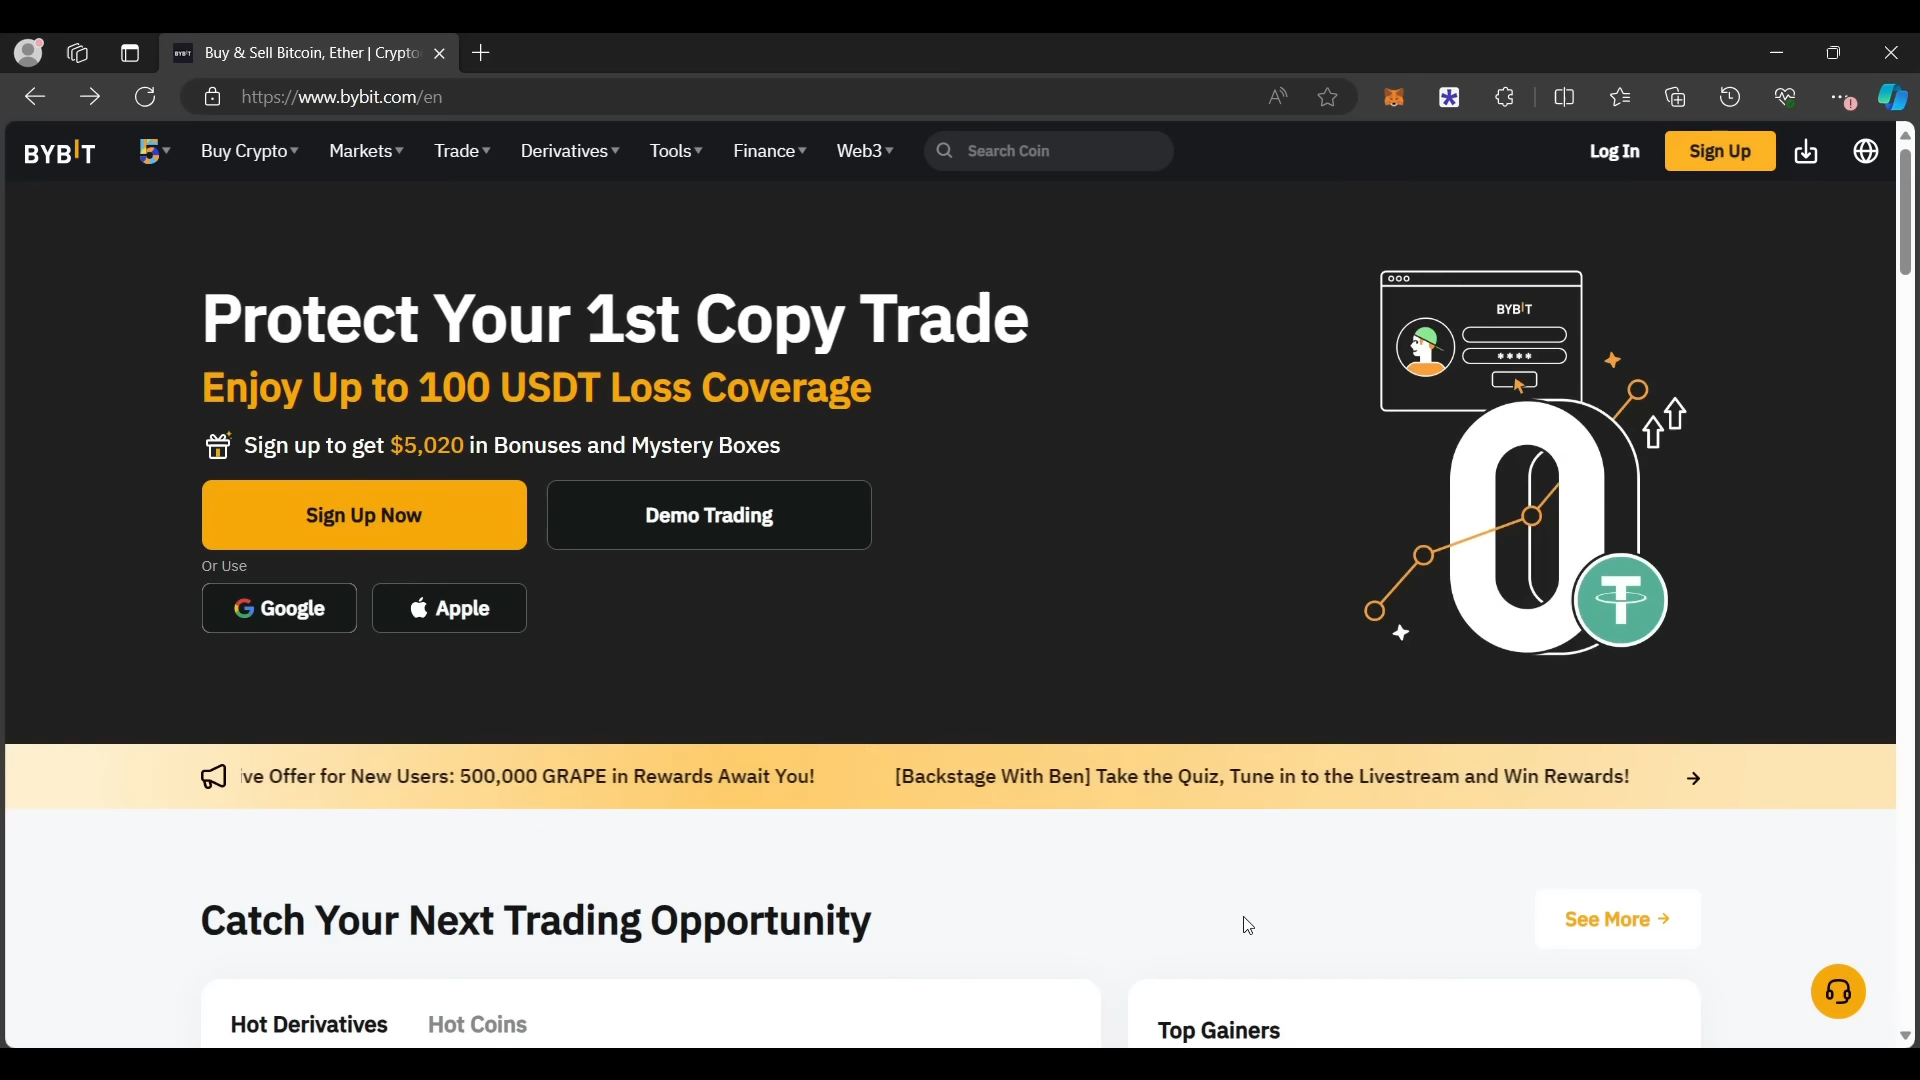 Buy & Sell Bitcoin, Ether | Crypto
https://www.bybit.com/en
BYBIT
5
Buy Crypto
Markets
Trade
Derivatives
Tools
Finance
Web3
Search Coin
Log In
Sign Up
Protect Your 1st Copy Trade
Enjoy Up to 100 USDT Loss Coverage
Sign up to get $5,020 in Bonuses and Mystery Boxes
Sign Up Now
Demo Trading
Or Use
Google
Apple
BYBIT
****
0
ive Offer for New Users: 500,000 GRAPE in Rewards Await You!
[Backstage With Ben] Take the Quiz, Tune in to the Livestream and Win Rewards!
Catch Your Next Trading Opportunity
See More
Hot Derivatives
Hot Coins
Top Gainers